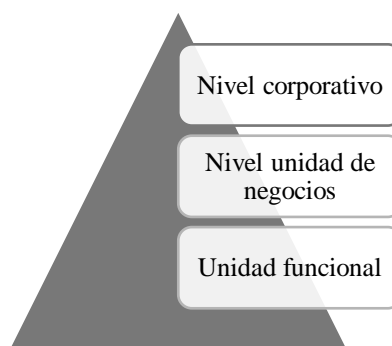 Nivel corporativo
Nivel unidad de
negocios
Unidad funcional